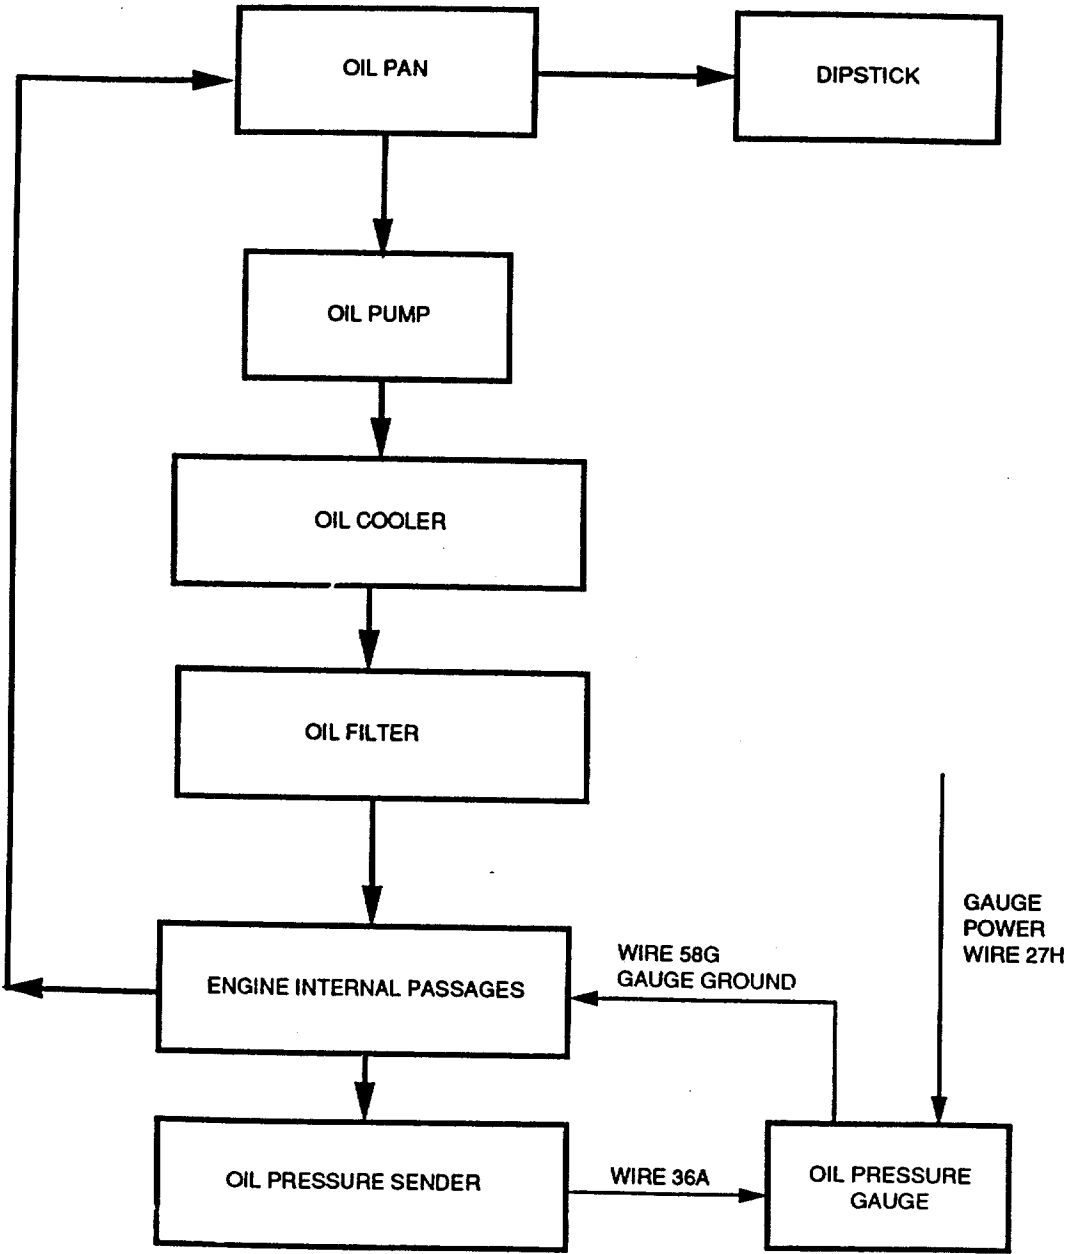 OIL PAN
DIPSTICK
OIL PUMP
OIL COOLER
OIL FILTER
GAUGE
POWER
WIRE 27H
WIRE 58G
GAUGE GROUND
ENGINE INTERNAL PASSAGES
OIL PRESSURE SENDER
WIRE 36A
OIL PRESSURE
GAUGE